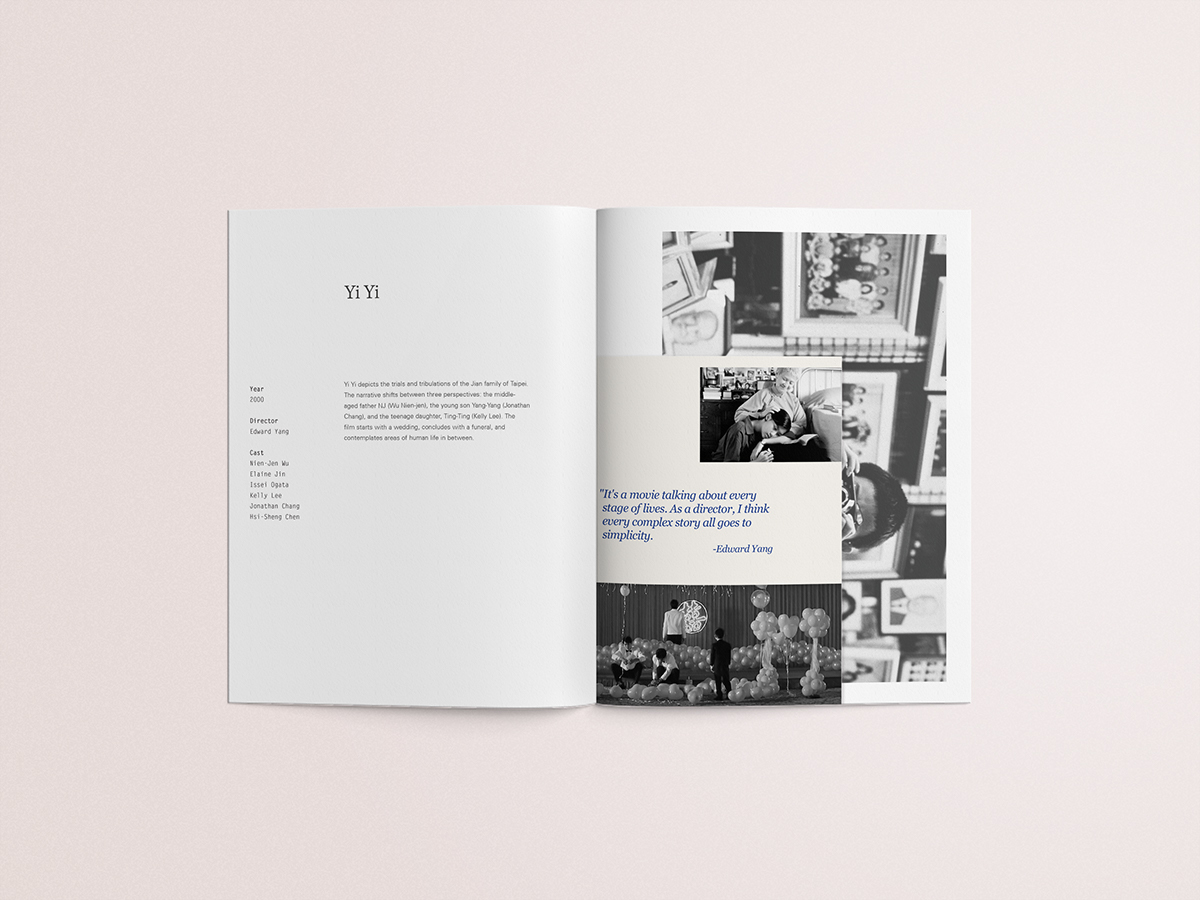 Yi Yi
Year
2000
Director
Edward Yang
Cast
Nien-Jen Wu
Elaine Jin
Issei Ogata
Kelly Lee
Jonathan Chang
Hsi-Sheng Chen
Yi Yi depicts the trials and tribulations of the Jian family of Taipei.
The narrative shifts between three perspectives: the middle-
aged father NJ (Wu Nien-jen), the young son Yang-Yang (Jonathan
Chang), and the teenage daughter, Ting-Ting (Kelly Lee). The
film starts with a wedding, concludes with a funeral, and
contemplates areas of human life in between.
"It's a movie talking about every
stage of lives. As a director, I think
every complex story all goes to
simplicity.
-Edward Yang